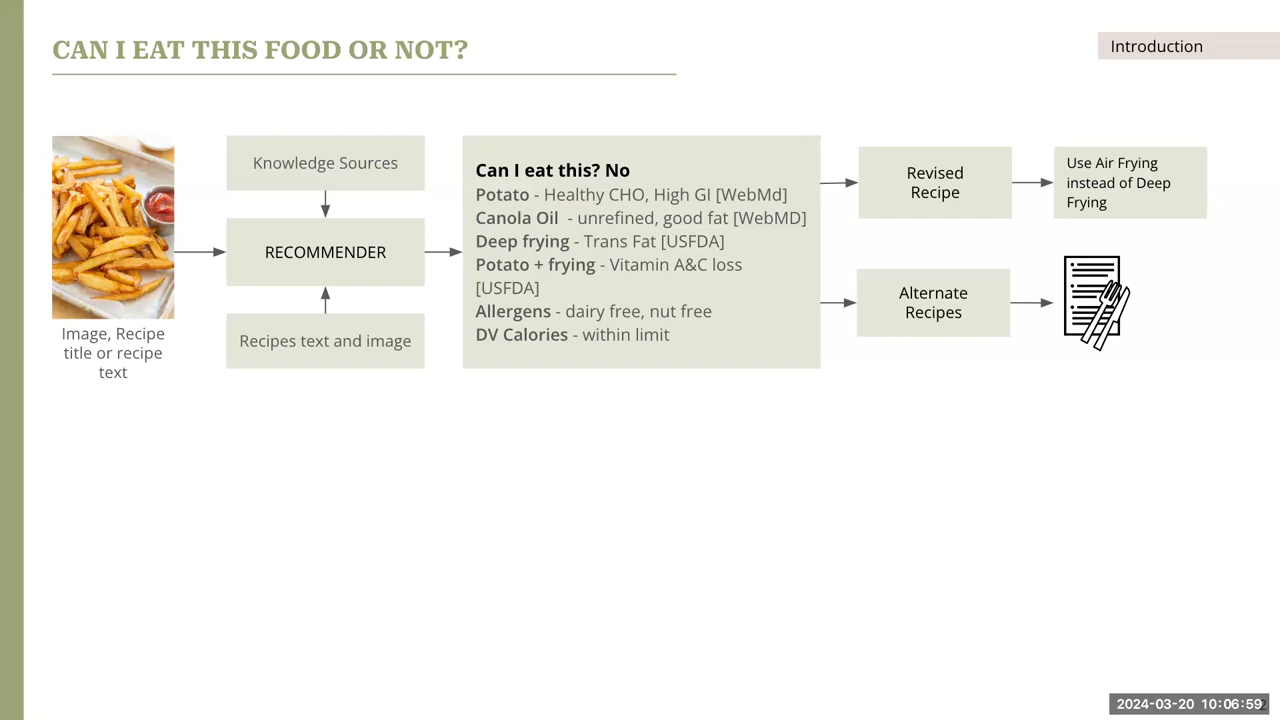 CAN I EAT THIS FOOD OR NOT?
Introduction
Image, Recipe
title or recipe
text
Knowledge Sources
RECOMMENDER
Recipes text and image
Can I eat this? No
Potato - Healthy CHO, High GI [WebMd]
Canola Oil - unrefined, good fat [WebMD]
Deep frying - Trans Fat [USFDA]
Potato + frying - Vitamin A&C loss
[USFDA]
Allergens - dairy free, nut free
DV Calories - within limit
Revised
Recipe
Use Air Frying
instead of Deep
Frying
Alternate
Recipes
2024-03-20 10:06:59
2